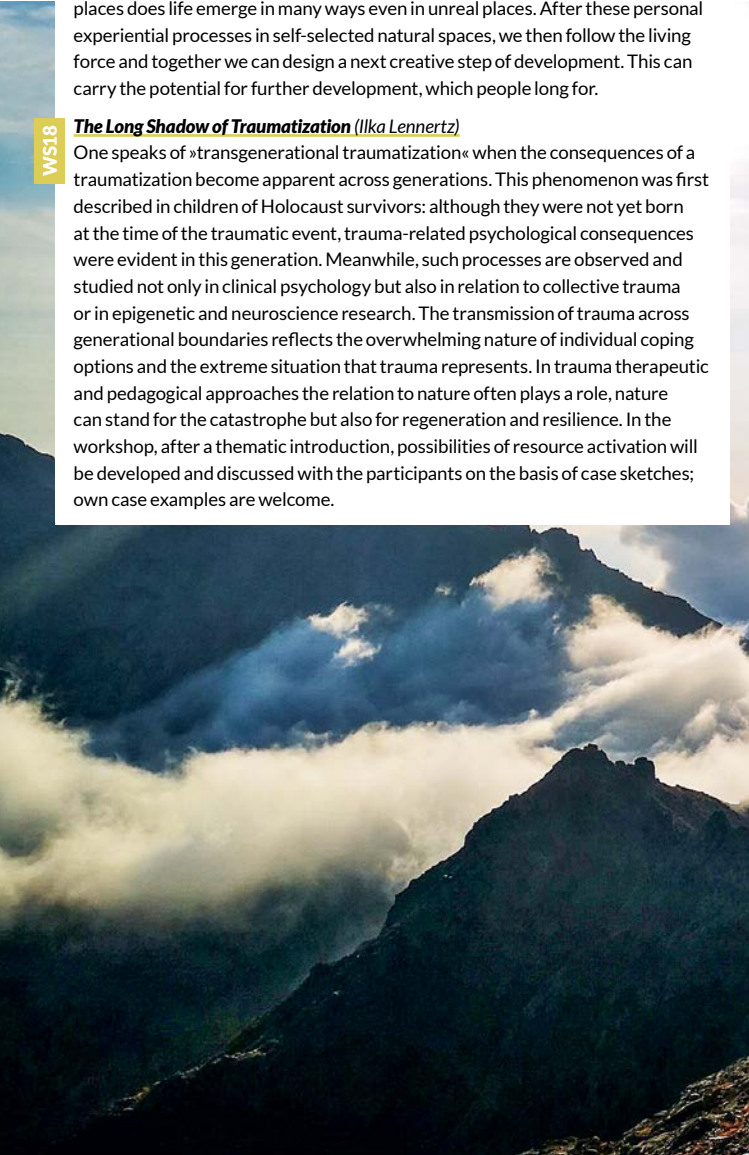 places does life emerge in many ways even in unreal places. After these personal
experiential processes in self-selected natural spaces, we then follow the living
force and together we can design a next creative step of development. This can
carry the potential for further development, which people long for.
WS18
The Long Shadow of Traumatization (Ilka Lennertz)
One speaks of »transgenerational traumatization« when the consequences of a
traumatization become apparent across generations. This phenomenon was first
described in children of Holocaust survivors: although they were not yet born
at the time of the traumatic event, trauma-related psychological consequences
were evident in this generation. Meanwhile, such processes are observed and
studied not only in clinical psychology but also in relation to collective trauma
or in epigenetic and neuroscience research. The transmission of trauma across
generational boundaries reflects the overwhelming nature of individual coping
options and the extreme situation that trauma represents. In trauma therapeutic
and pedagogical approaches the relation to nature often plays a role, nature
can stand for the catastrophe but also for regeneration and resilience. In the
workshop, after a thematic introduction, possibilities of resource activation will
be developed and discussed with the participants on the basis of case sketches;
own case examples are welcome.